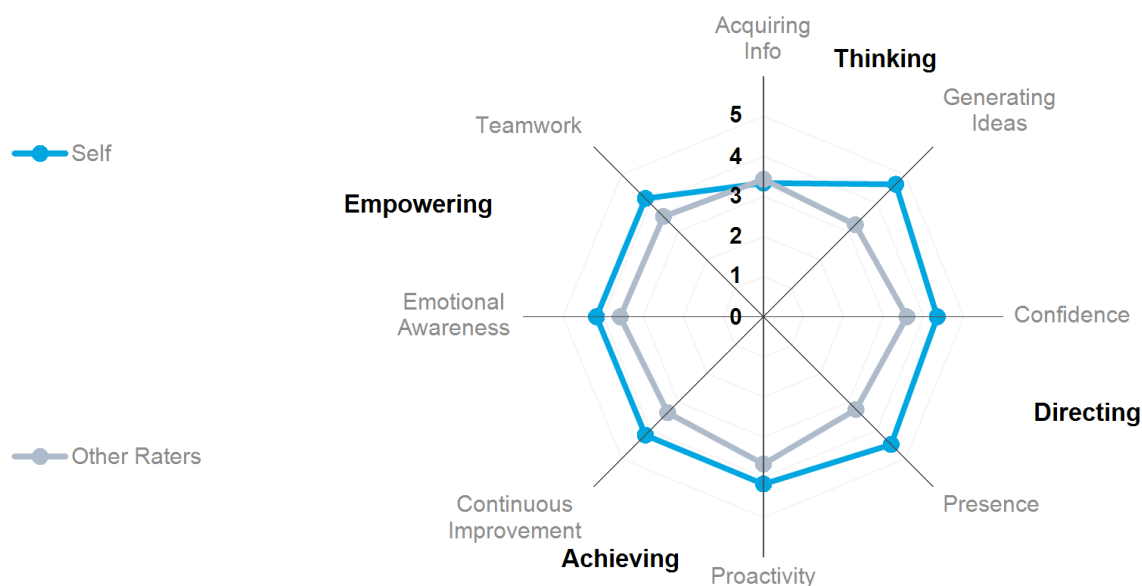 Acquiring
Info
Thinking
Generating
Ideas
5
Teamwork
Self
4
3
Empowering
2
1
Emotional
Awareness
0
Confidence
Directing
Other Raters
Continuous
Improvement
Presence
Achieving
Proactivity